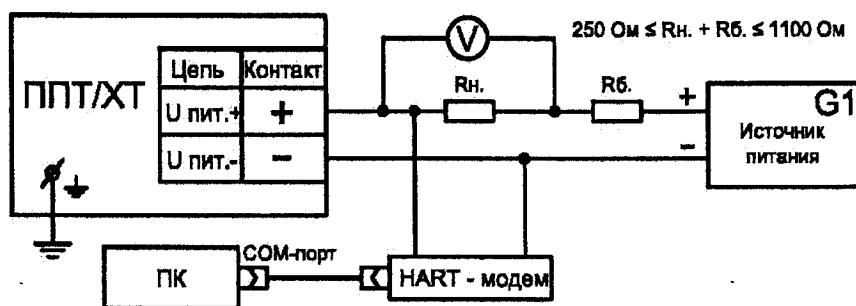 250 Ом ≤ Rн. + Rб. ≤ 1100 Ом
V
ППТ/ХТ
Цепь Контакт
U пит.+ +
U пит.- −
Rн.
Rб.
+
−
G1
Источник
питания
COM-порт
ПК
HART - модем